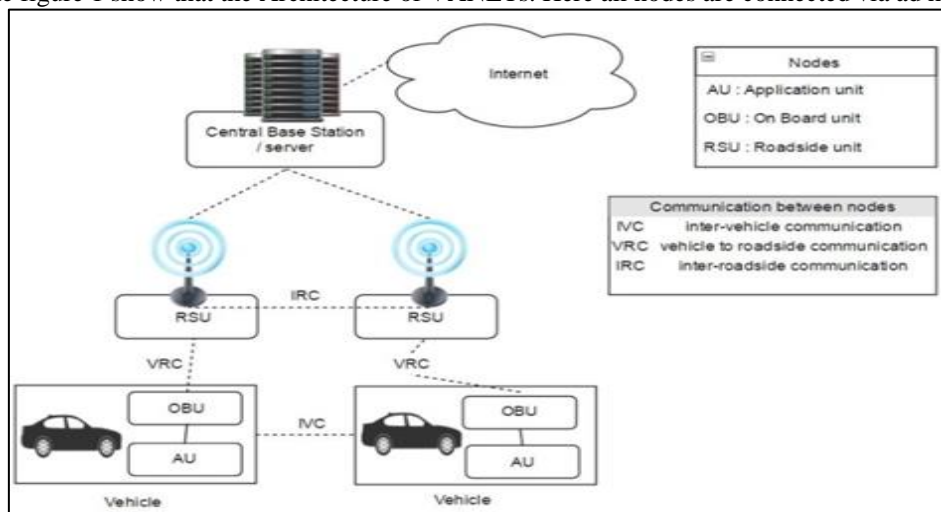 Internet
Central Base Station
/ server
Nodes
AU : Application unit
OBU : On Board unit
RSU : Roadside unit
Communication between nodes
IVC inter-vehicle communication
VRC vehicle to roadside communication
IRC inter-roadside communication
RSU
IRC
RSU
VRC
VRC
OBU
AU
IVC
OBU
AU
Vehicle
Vehicle